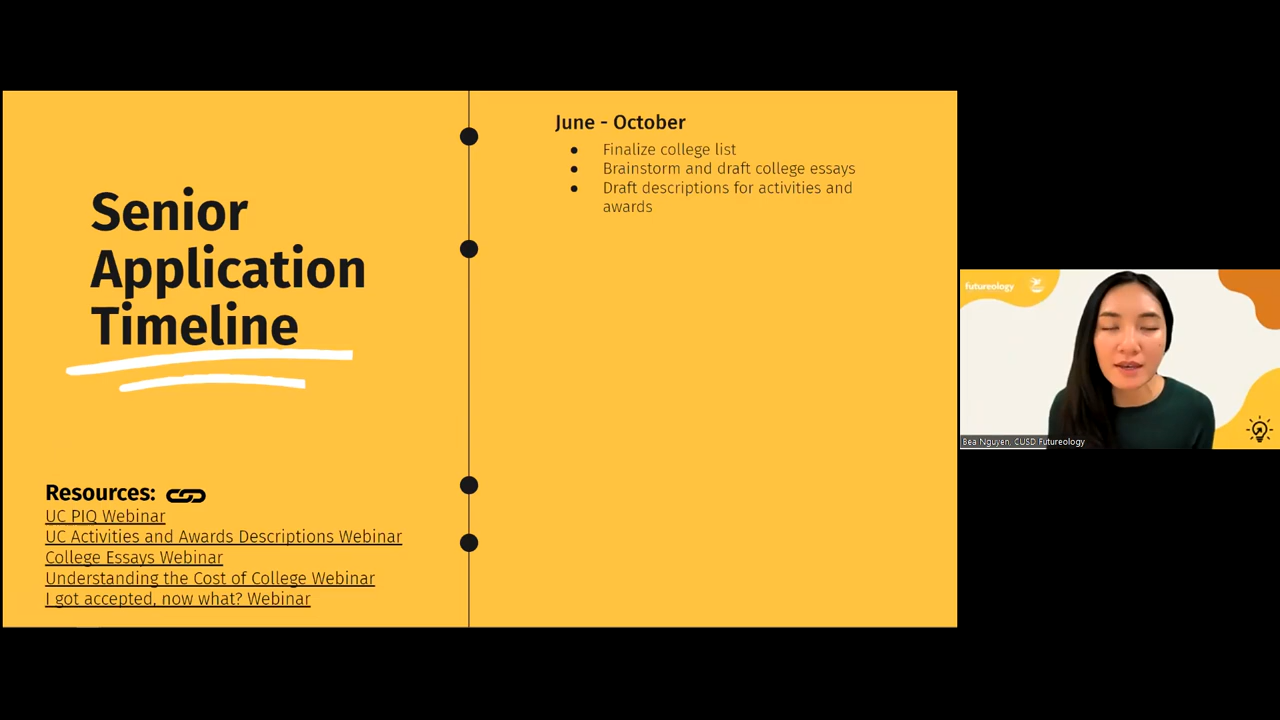 Senior
Application
Timeline
Resources:
UC PIQ Webinar
UC Activities and Awards Descriptions Webinar
College Essays Webinar
Understanding the Cost of College Webinar
I got accepted, now what? Webinar
June - October
● Finalize college list
● Brainstorm and draft college essays
● Draft descriptions for activities and
awards
futureology
Bea Nguyen, CUSD Futureology